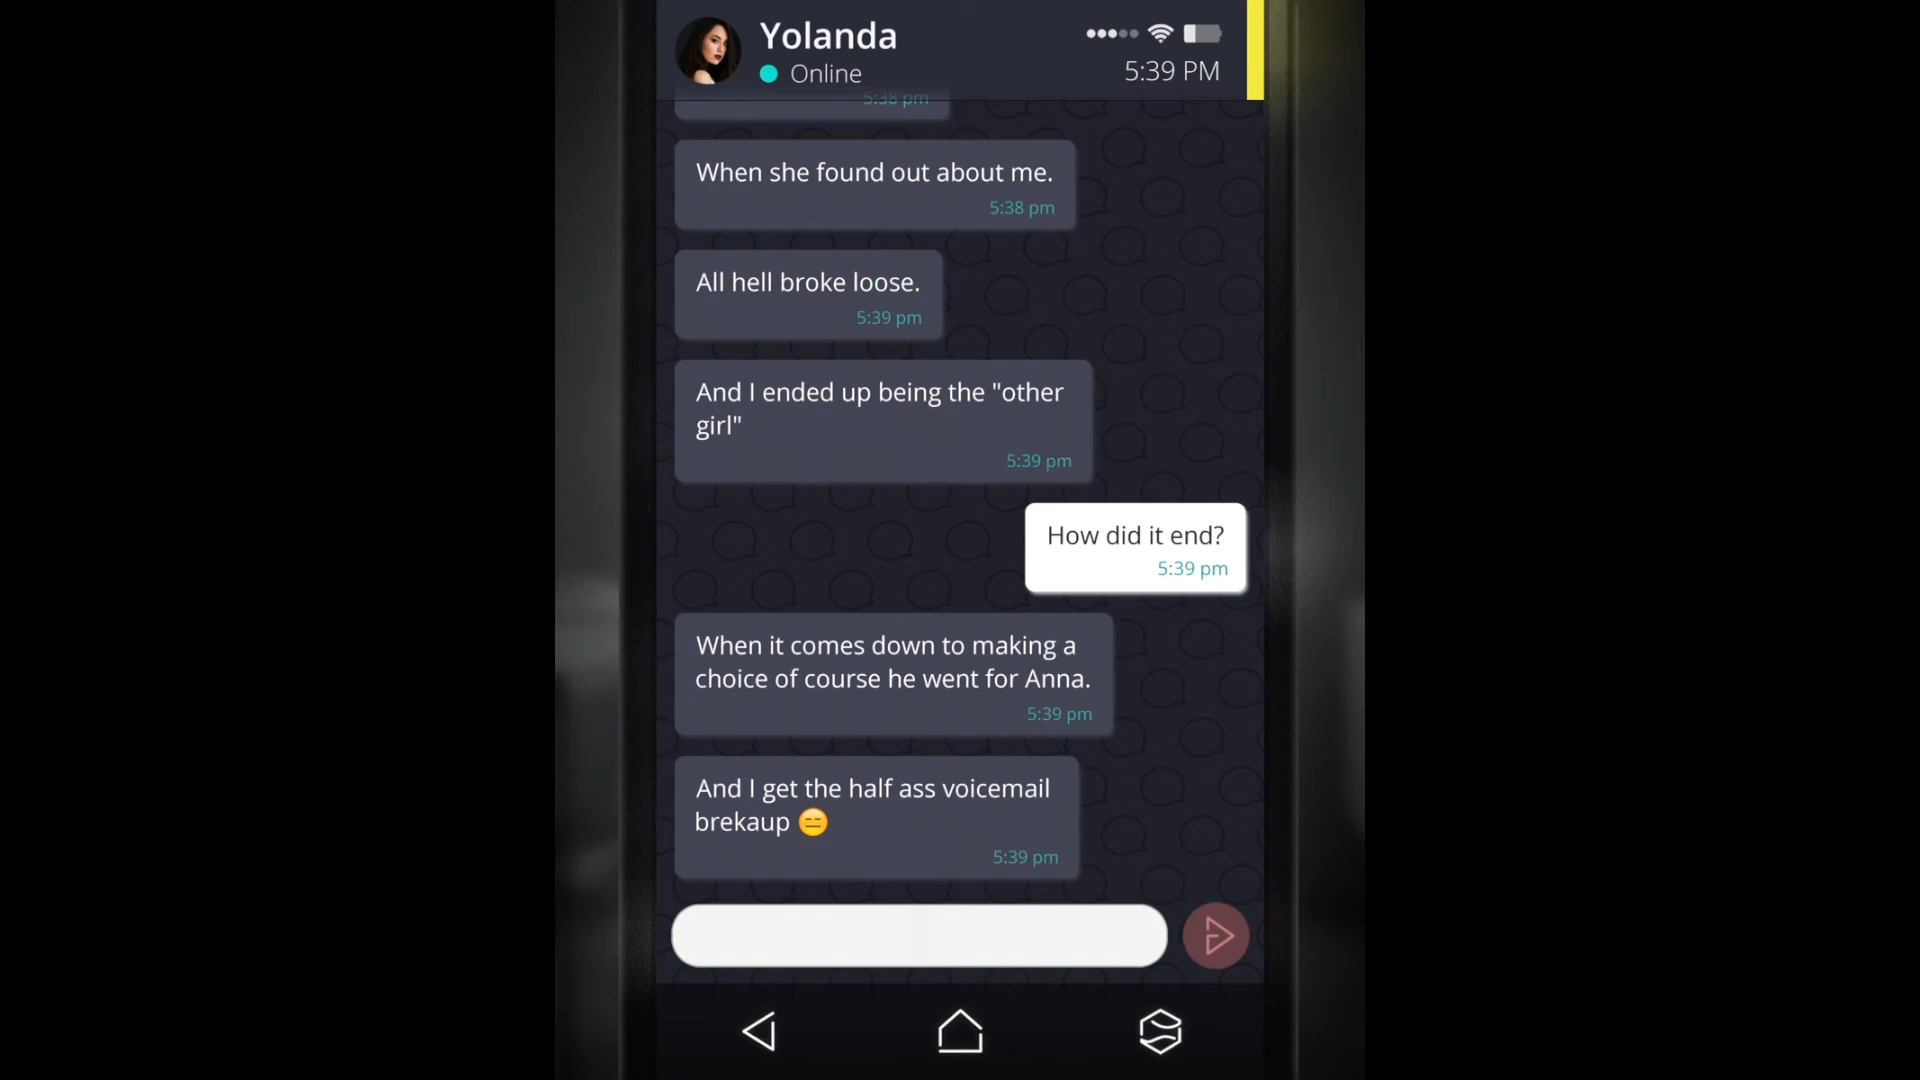 Yolanda
Online
5:39 PM
5:38 pm
When she found out about me.
5:38 pm
All hell broke loose.
5:39 pm
And I ended up being the "other
girl"
5:39 pm
How did it end?
5:39 pm
When it comes down to making a
choice of course he went for Anna.
5:39 pm
And I get the half ass voicemail
brekaup 😑
5:39 pm